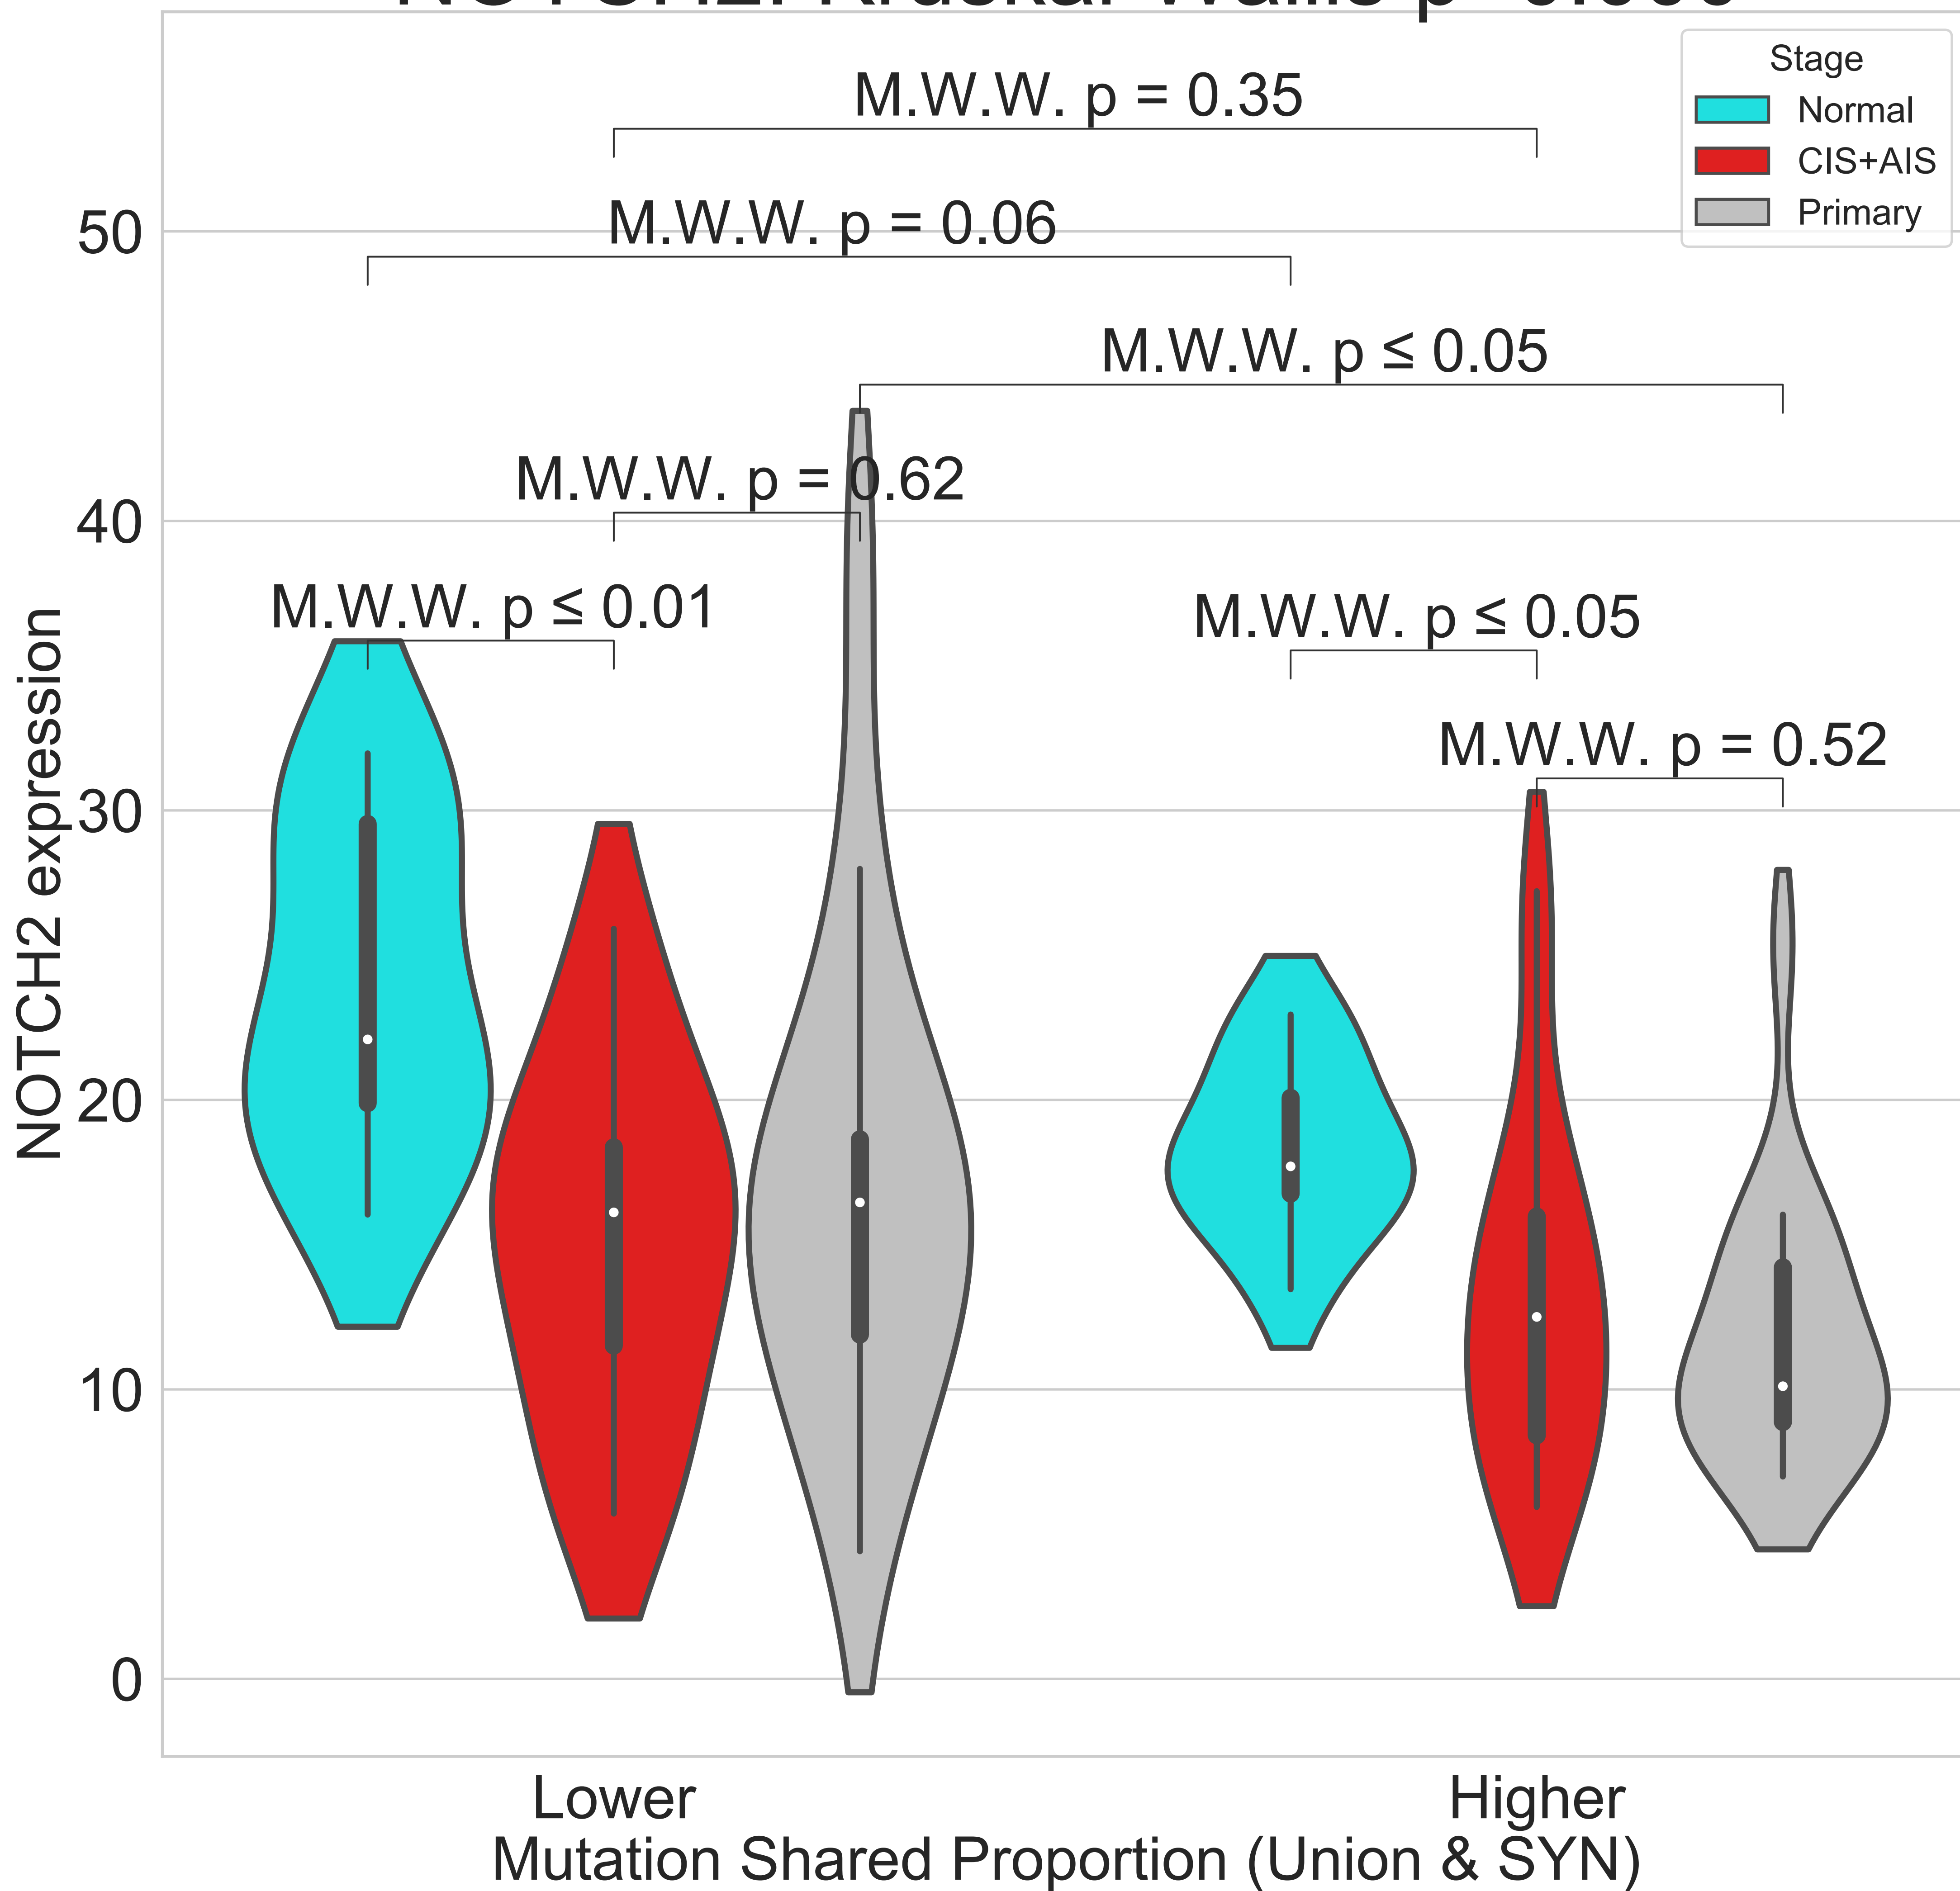 Stage
Normal
CIS+AIS
Primary
M.W.W. p = 0.35
M.W.W. p = 0.06
M.W.W. p ≤ 0.05
M.W.W. p = 0.62
M.W.W. p ≤ 0.01
M.W.W. p ≤ 0.05
M.W.W. p = 0.52
NOTCH2 expression
50
40
30
20
10
0
Lower
Higher
Mutation Shared Proportion (Union & SYN)